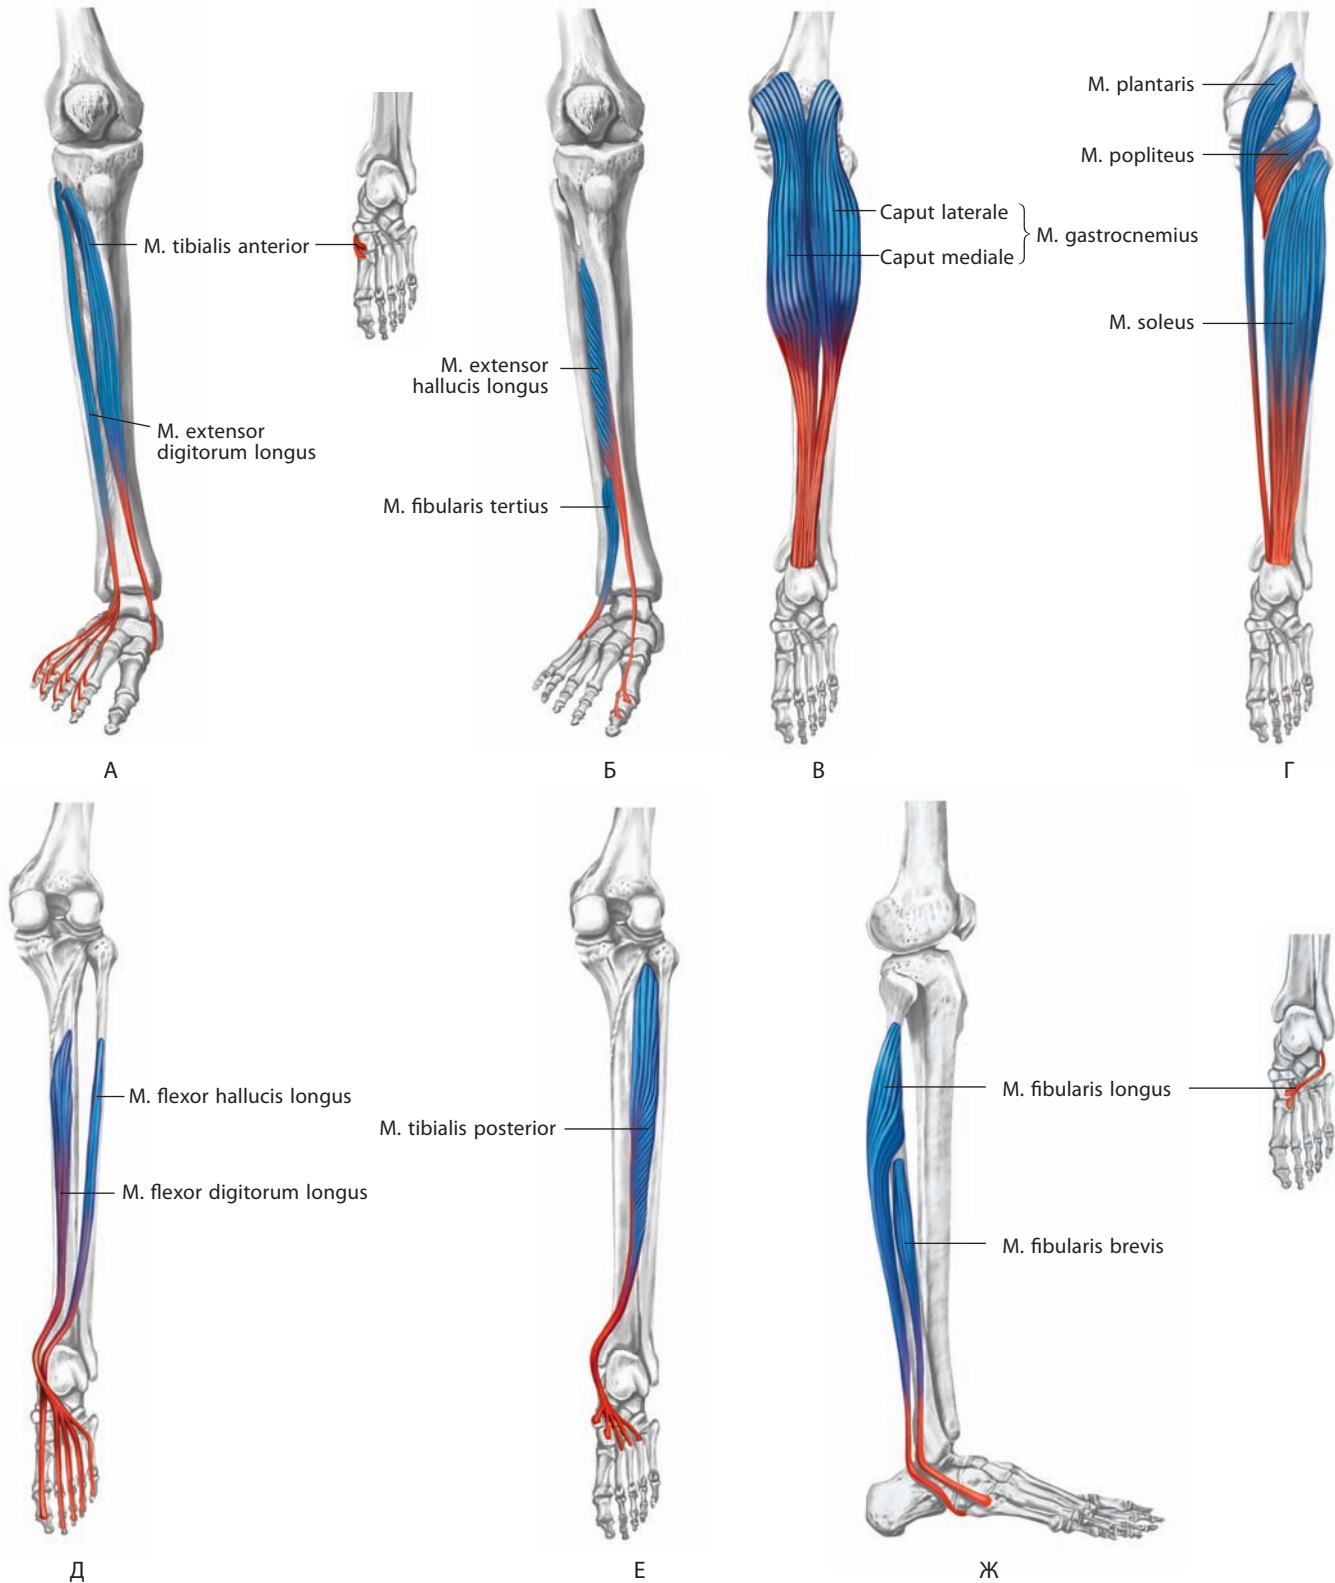 M. tibialis anterior
M. extensor
digitorum longus
А
M. extensor
hallucis longus
M. fibularis tertius
Б
Caput laterale
Caput mediale
M. gastrocnemius
В
M. plantaris
M. popliteus
M. soleus
Г
M. flexor hallucis longus
M. flexor digitorum longus
Д
M. tibialis posterior
Е
M. fibularis longus
M. fibularis brevis
Ж